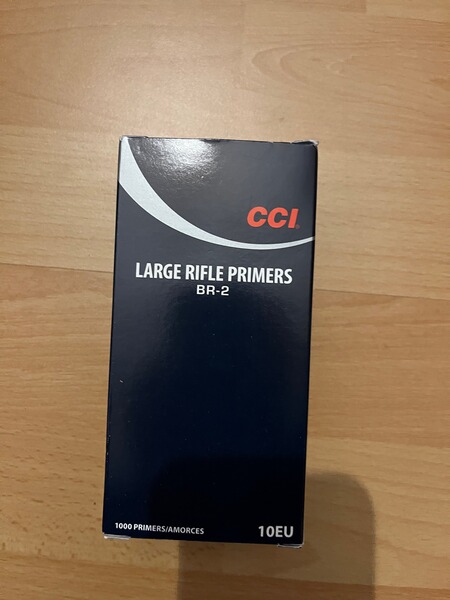 CCI
LARGE RIFLE PRIMERS
BR-2
1000 PRIMERS/AMORCES
10EU